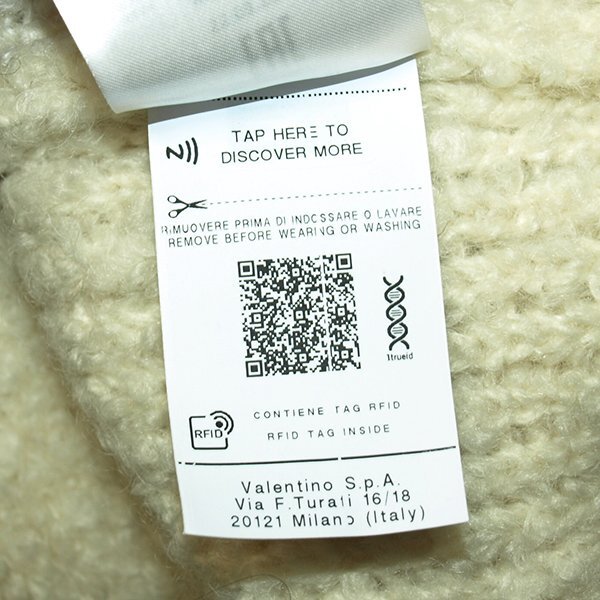 TAP HERE TO
DISCOVER MORE
RIMUOVERE PRIMA DI INDOSSARE O LAVARE
REMOVE BEFORE WEARING OR WASHING
1trueid
CONTIENE TAG RFID
RFID TAG INSIDE
RFID
Valentino S.p.A.
Via F.Turati 16/18
20121 Milano (Italy)